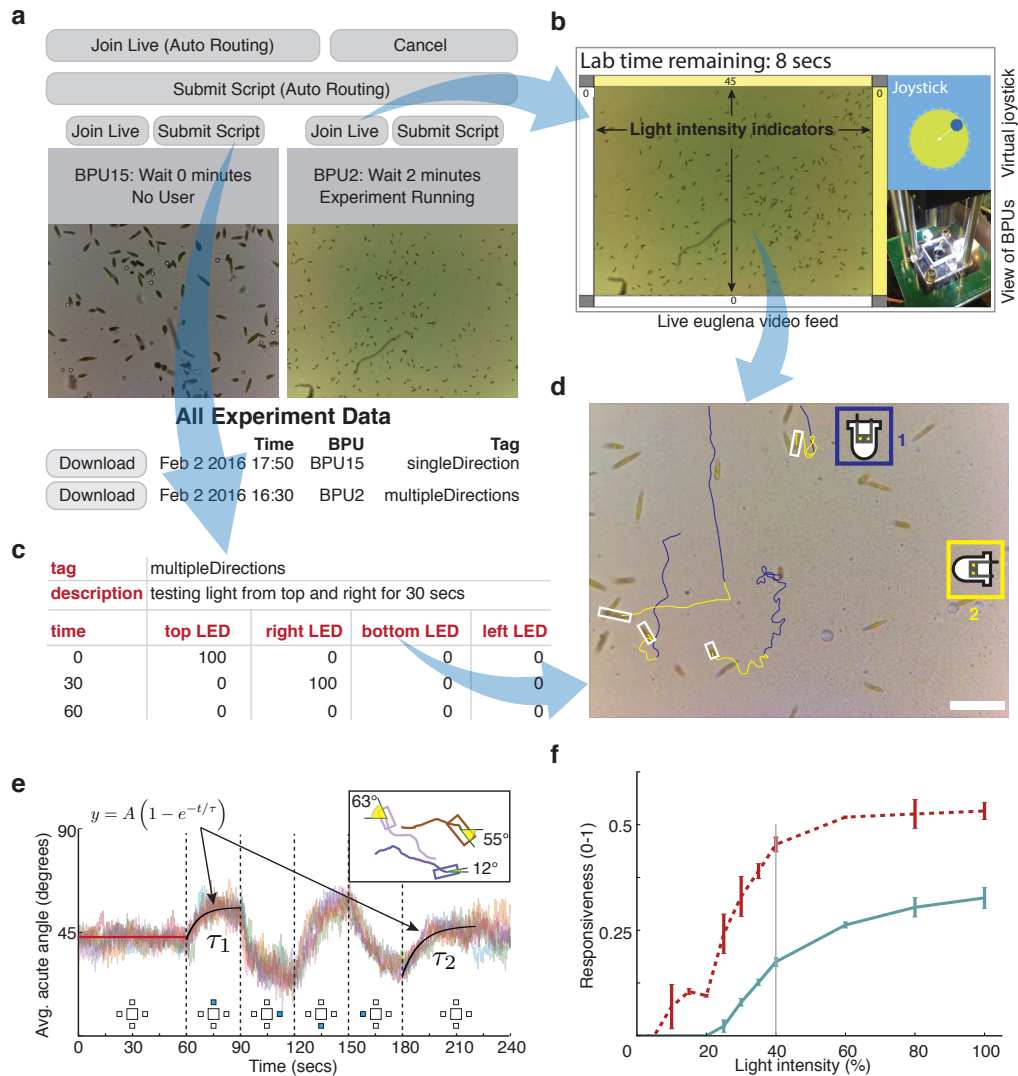 a
Join Live (Auto Routing)
Cancel
Submit Script (Auto Routing)
Join Live
Submit Script
Join Live
Submit Script
BPU15: Wait 0 minutes
No User
BPU2: Wait 2 minutes
Experiment Running
All Experiment Data
Time BPU Tag
Download Feb 2 2016 17:50 BPU15 singleDirection
Download Feb 2 2016 16:30 BPU2 multipleDirections
b
Lab time remaining: 8 secs
0 45 0
Light intensity indicators
0
Joystick
Virtual joystick
View of BPUs
Live euglena video feed
c
tag multipleDirections
description testing light from top and right for 30 secs
time top LED right LED bottom LED left LED
0 100 0 0 0
30 0 100 0 0
60 0 0 0 0
d
1
2
e
y = A (1 − e^{−t/τ})
63°
55°
12°
90
45
0
Avg. acute angle (degrees)
τ1
τ2
0 30 60 90 120 150 180 210 240
Time (secs)
f
Responsiveness (0-1)
0.5
0.25
0 20 40 60 80 100
Light intensity (%)